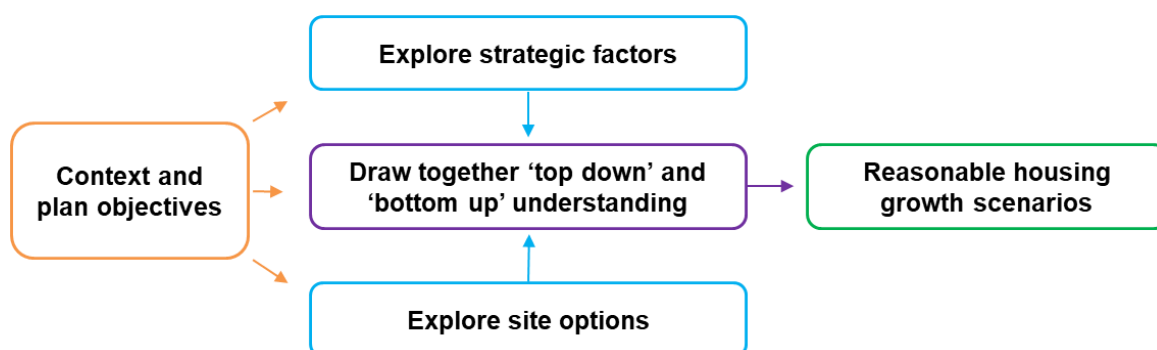 Explore strategic factors
Context and
plan objectives
Draw together ‘top down’ and
‘bottom up’ understanding
Reasonable housing
growth scenarios
Explore site options